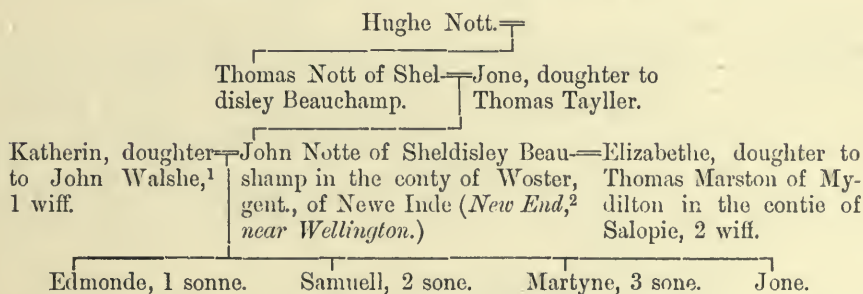 Hughe Nott.
Thomas Nott of Shel-
disley Beauchamp.
Jone, doughter to
Thomas Tayller.
Katherin, doughter
to John Walshe,¹
1 wiff.
John Notte of Sheldisley Beau-
shamp in the conty of Woster,
gent., of Newe Inde (New End,²
near Wellington.)
Elizabethe, doughter to
Thomas Marston of My-
dilton in the contie of
Salopie, 2 wiff.
Edmonde, 1 sonne.
Samuell, 2 sone.
Martyne, 3 sone.
Jone.